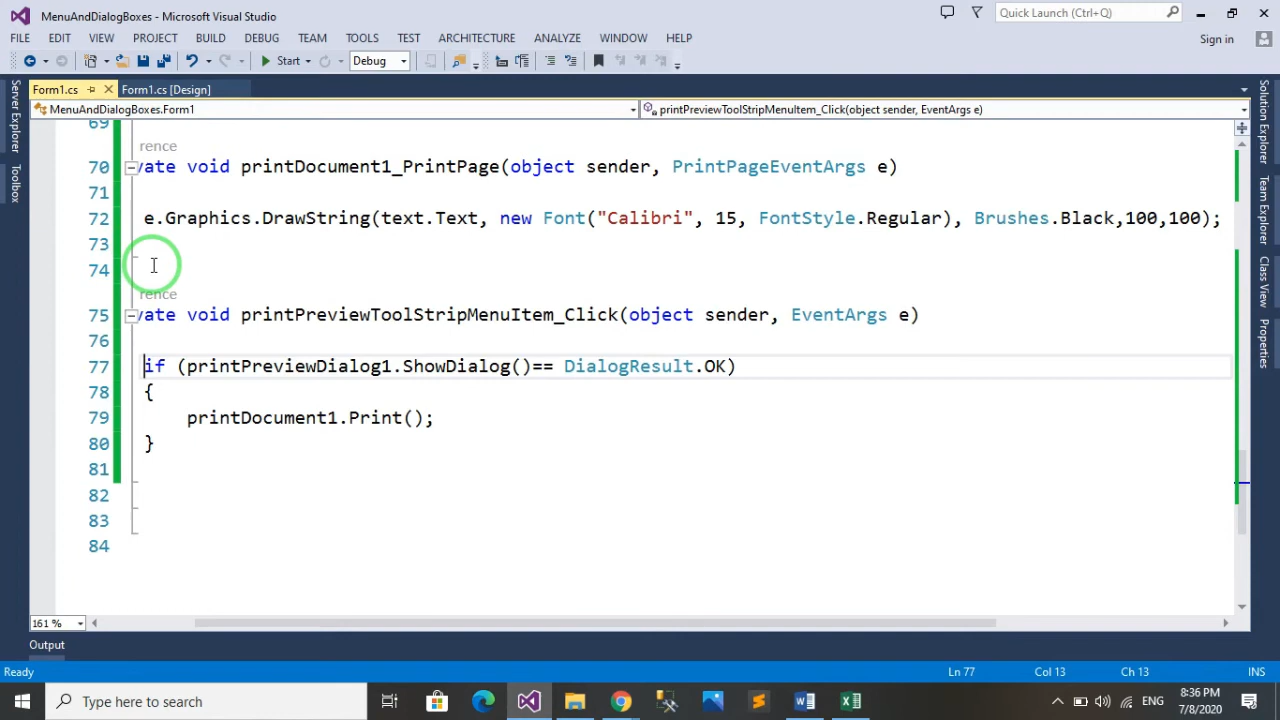 MenuAndDialogBoxes - Microsoft Visual Studio
Quick Launch (Ctrl+Q)
FILE EDIT VIEW PROJECT BUILD DEBUG TEAM TOOLS TEST ARCHITECTURE ANALYZE WINDOW HELP
Sign in
Start Debug
Form1.cs Form1.cs [Design]
MenuAndDialogBoxes.Form1 printPreviewToolStripMenuItem_Click(object sender, EventArgs e)
Server Explorer
Toolbox
69
rence
70 vate void printDocument1_PrintPage(object sender, PrintPageEventArgs e)
71
72 e.Graphics.DrawString(text.Text, new Font("Calibri", 15, FontStyle.Regular), Brushes.Black,100,100);
73
74
rence
75 vate void printPreviewToolStripMenuItem_Click(object sender, EventArgs e)
76
77 if (printPreviewDialog1.ShowDialog()== DialogResult.OK)
78 {
79 printDocument1.Print();
80 }
81
82
83
84
Solution Explorer
Team Explorer
Class View
Properties
161 %
Output
Ready Ln 77 Col 13 Ch 13 INS
Type here to search
ENG
8:36 PM
7/8/2020